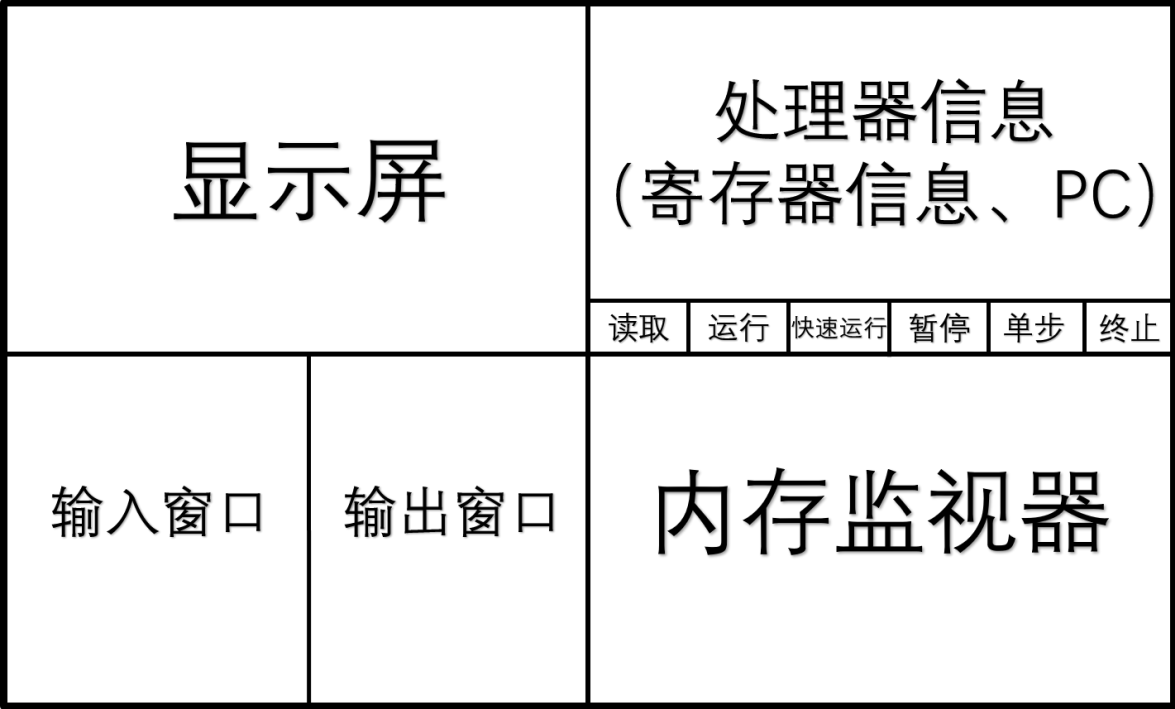 显示屏
处理器信息
（寄存器信息、PC）
读取
运行
快速运行
暂停
单步
终止
输入窗口
输出窗口
内存监视器